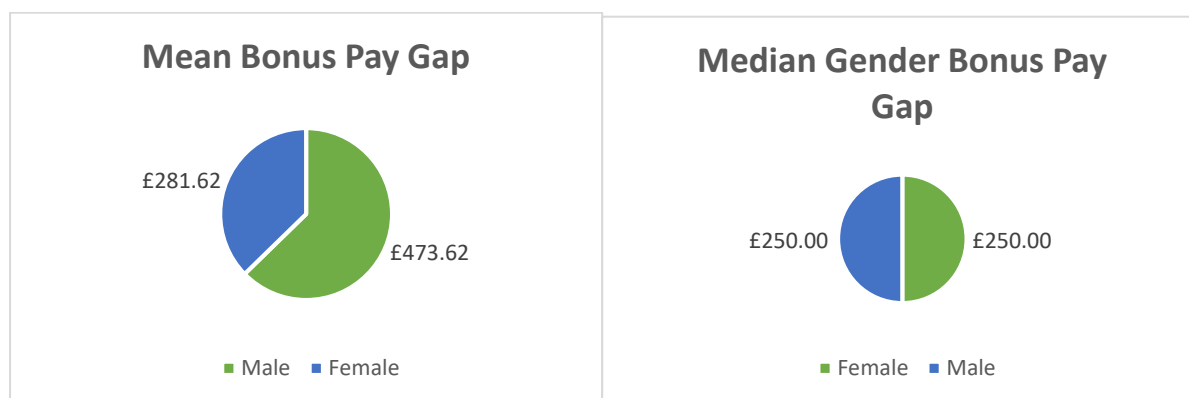 Mean Bonus Pay Gap
£281.62
£473.62
Male Female
Median Gender Bonus Pay
Gap
£250.00 £250.00
Female Male